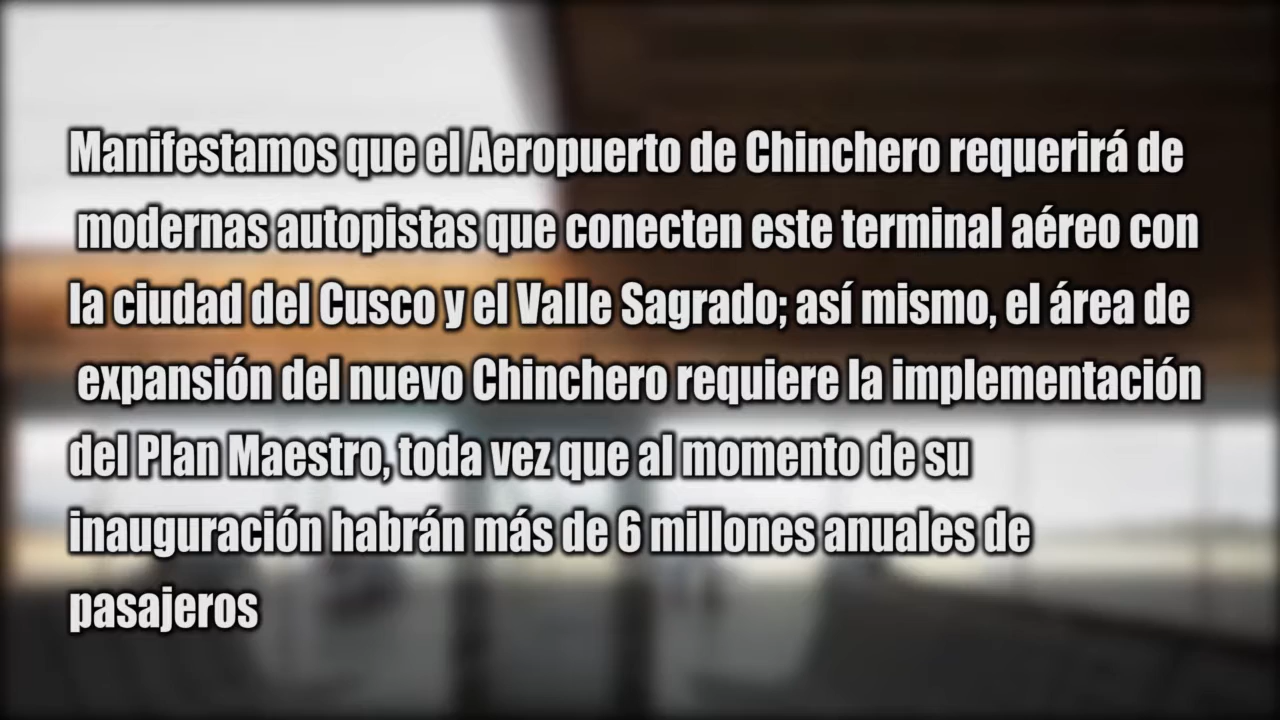 Manifestamos que el Aeropuerto de Chinchero requerirá de
modernas autopistas que conecten este terminal aéreo con
la ciudad del Cusco y el Valle Sagrado; así mismo, el área de
expansión del nuevo Chinchero requiere la implementación
del Plan Maestro, toda vez que al momento de su
inauguración habrán más de 6 millones anuales de
pasajeros